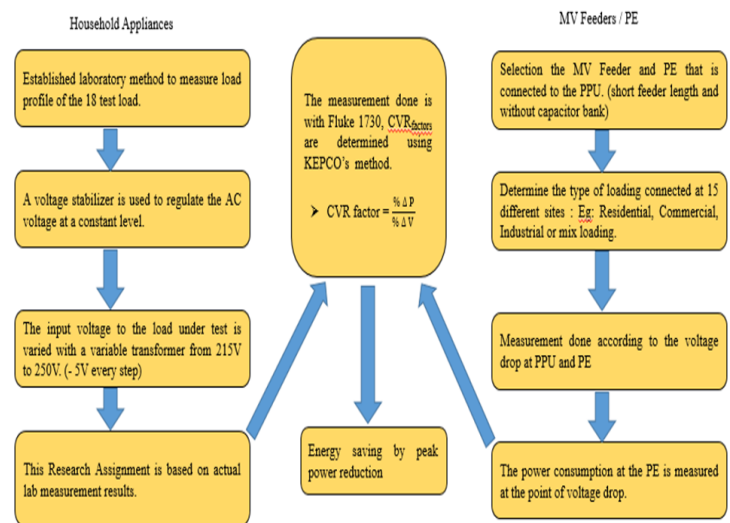 Household Appliances
Established laboratory method to measure load
profile of the 18 test load.
A voltage stabilizer is used to regulate the AC
voltage at a constant level.
The input voltage to the load under test is
varied with a variable transformer from 215V
to 250V. (- 5V every step)
This Research Assignment is based on actual
lab measurement results.
The measurement done is
with Fluke 1730, CVRfactors
are determined using
KEPCO's method.
➤ CVR factor = % Δ P / % Δ V
Energy saving by peak
power reduction
MV Feeders / PE
Selection the MV Feeder and PE that is
connected to the PPU. (short feeder length and
without capacitor bank)
Determine the type of loading connected at 15
different sites : Eg: Residential, Commercial,
Industrial or mix loading.
Measurement done according to the voltage
drop at PPU and PE
The power consumption at the PE is measured
at the point of voltage drop.